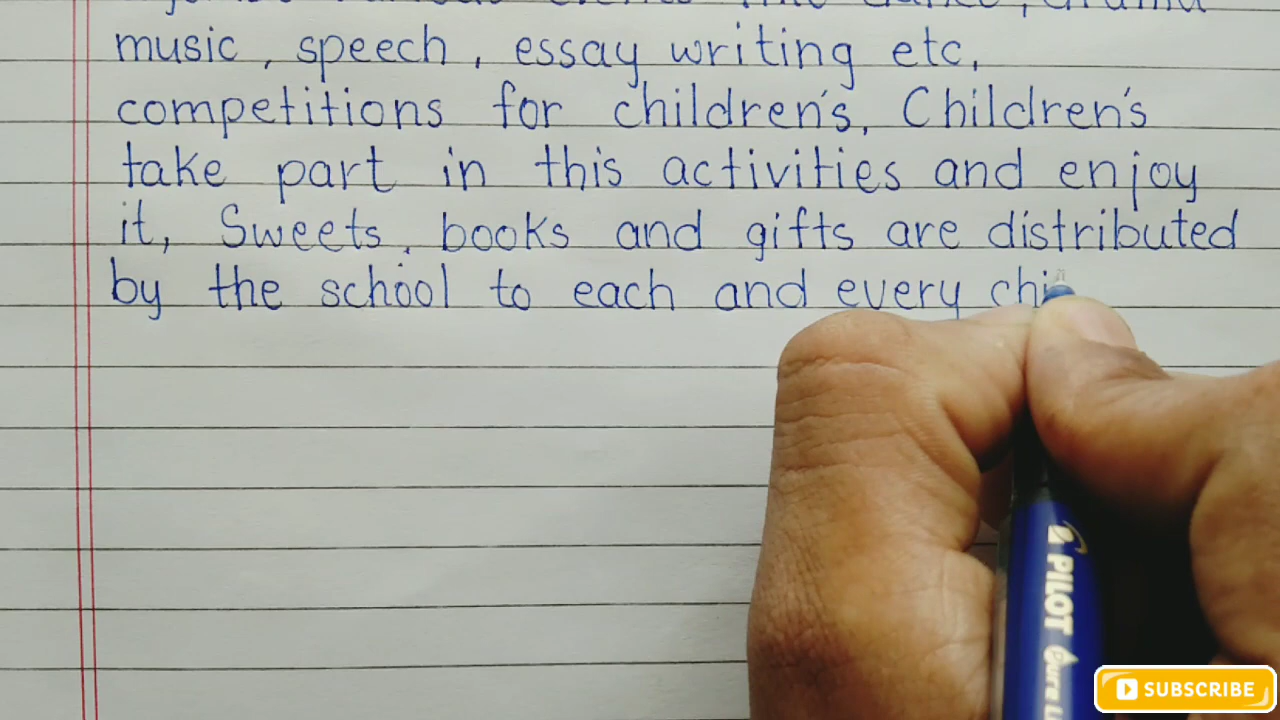 music, speech, essay writing etc,
competitions for children's, Children's
take part in this activities and enjoy
it, Sweets, books and gifts are distributed
by the school to each and every chi
PILOT
SUBSCRIBE